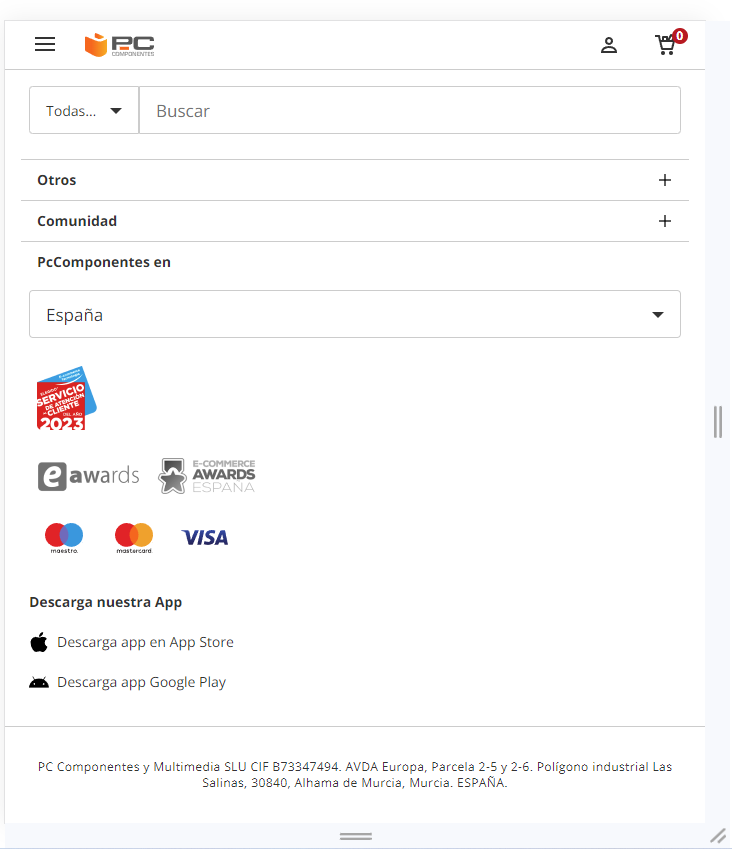 PC
COMPONENTES
0
Todas...
Buscar
Otros
Comunidad
PcComponentes en
España
ELEGIDO
SERVICIO
DE ATENCIÓN
AL CLIENTE
DEL AÑO
2023
eawards
E-COMMERCE
AWARDS
ESPAÑA
maestro.
mastercard.
VISA
Descarga nuestra App
Descarga app en App Store
Descarga app Google Play
PC Componentes y Multimedia SLU CIF B73347494. AVDA Europa, Parcela 2-5 y 2-6. Polígono industrial Las
Salinas, 30840, Alhama de Murcia, Murcia. ESPAÑA.